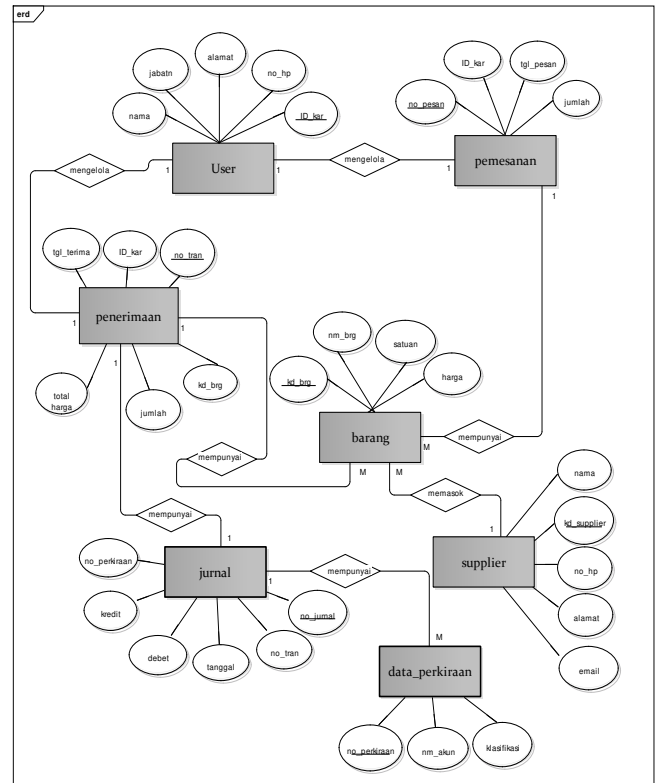 erd
alamat
jabatn
no_hp
nama
ID_kar
User
mengelola
1
1
mengelola
1
ID_kar
tgl_pesan
no_pesan
jumlah
pemesanan
1
tgl_terima
ID_kar
no_tran
penerimaan
1
1
1
total
harga
jumlah
kd_brg
nm_brg
satuan
kd_brg
harga
barang
M
mempunyai
mempunyai
M
M
memasok
1
nama
kd_supplier
no_hp
alamat
email
supplier
mempunyai
1
no_perkiraan
jurnal
1
mempunyai
kredit
debet
tanggal
no_tran
no_jurnal
M
data_perkiraan
no_perkiraan
nm_akun
klasifikasi